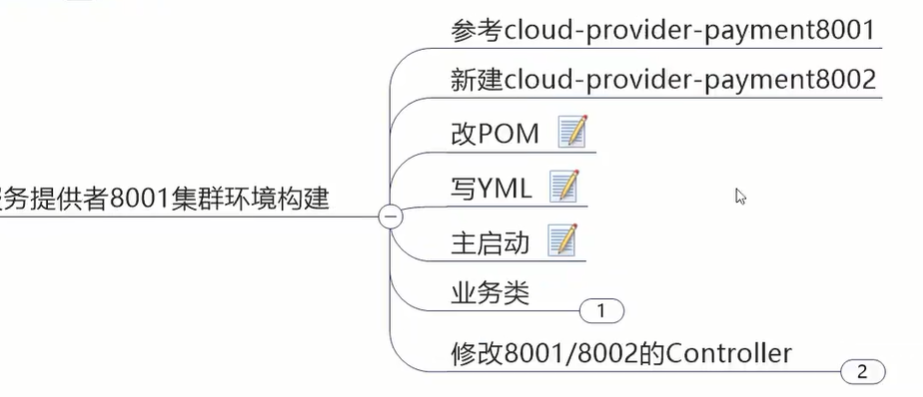 参考cloud-provider-payment8001
新建cloud-provider-payment8002
改POM
写YML
务提供者8001集群环境构建
主启动
业务类
1
修改8001/8002的Controller
2